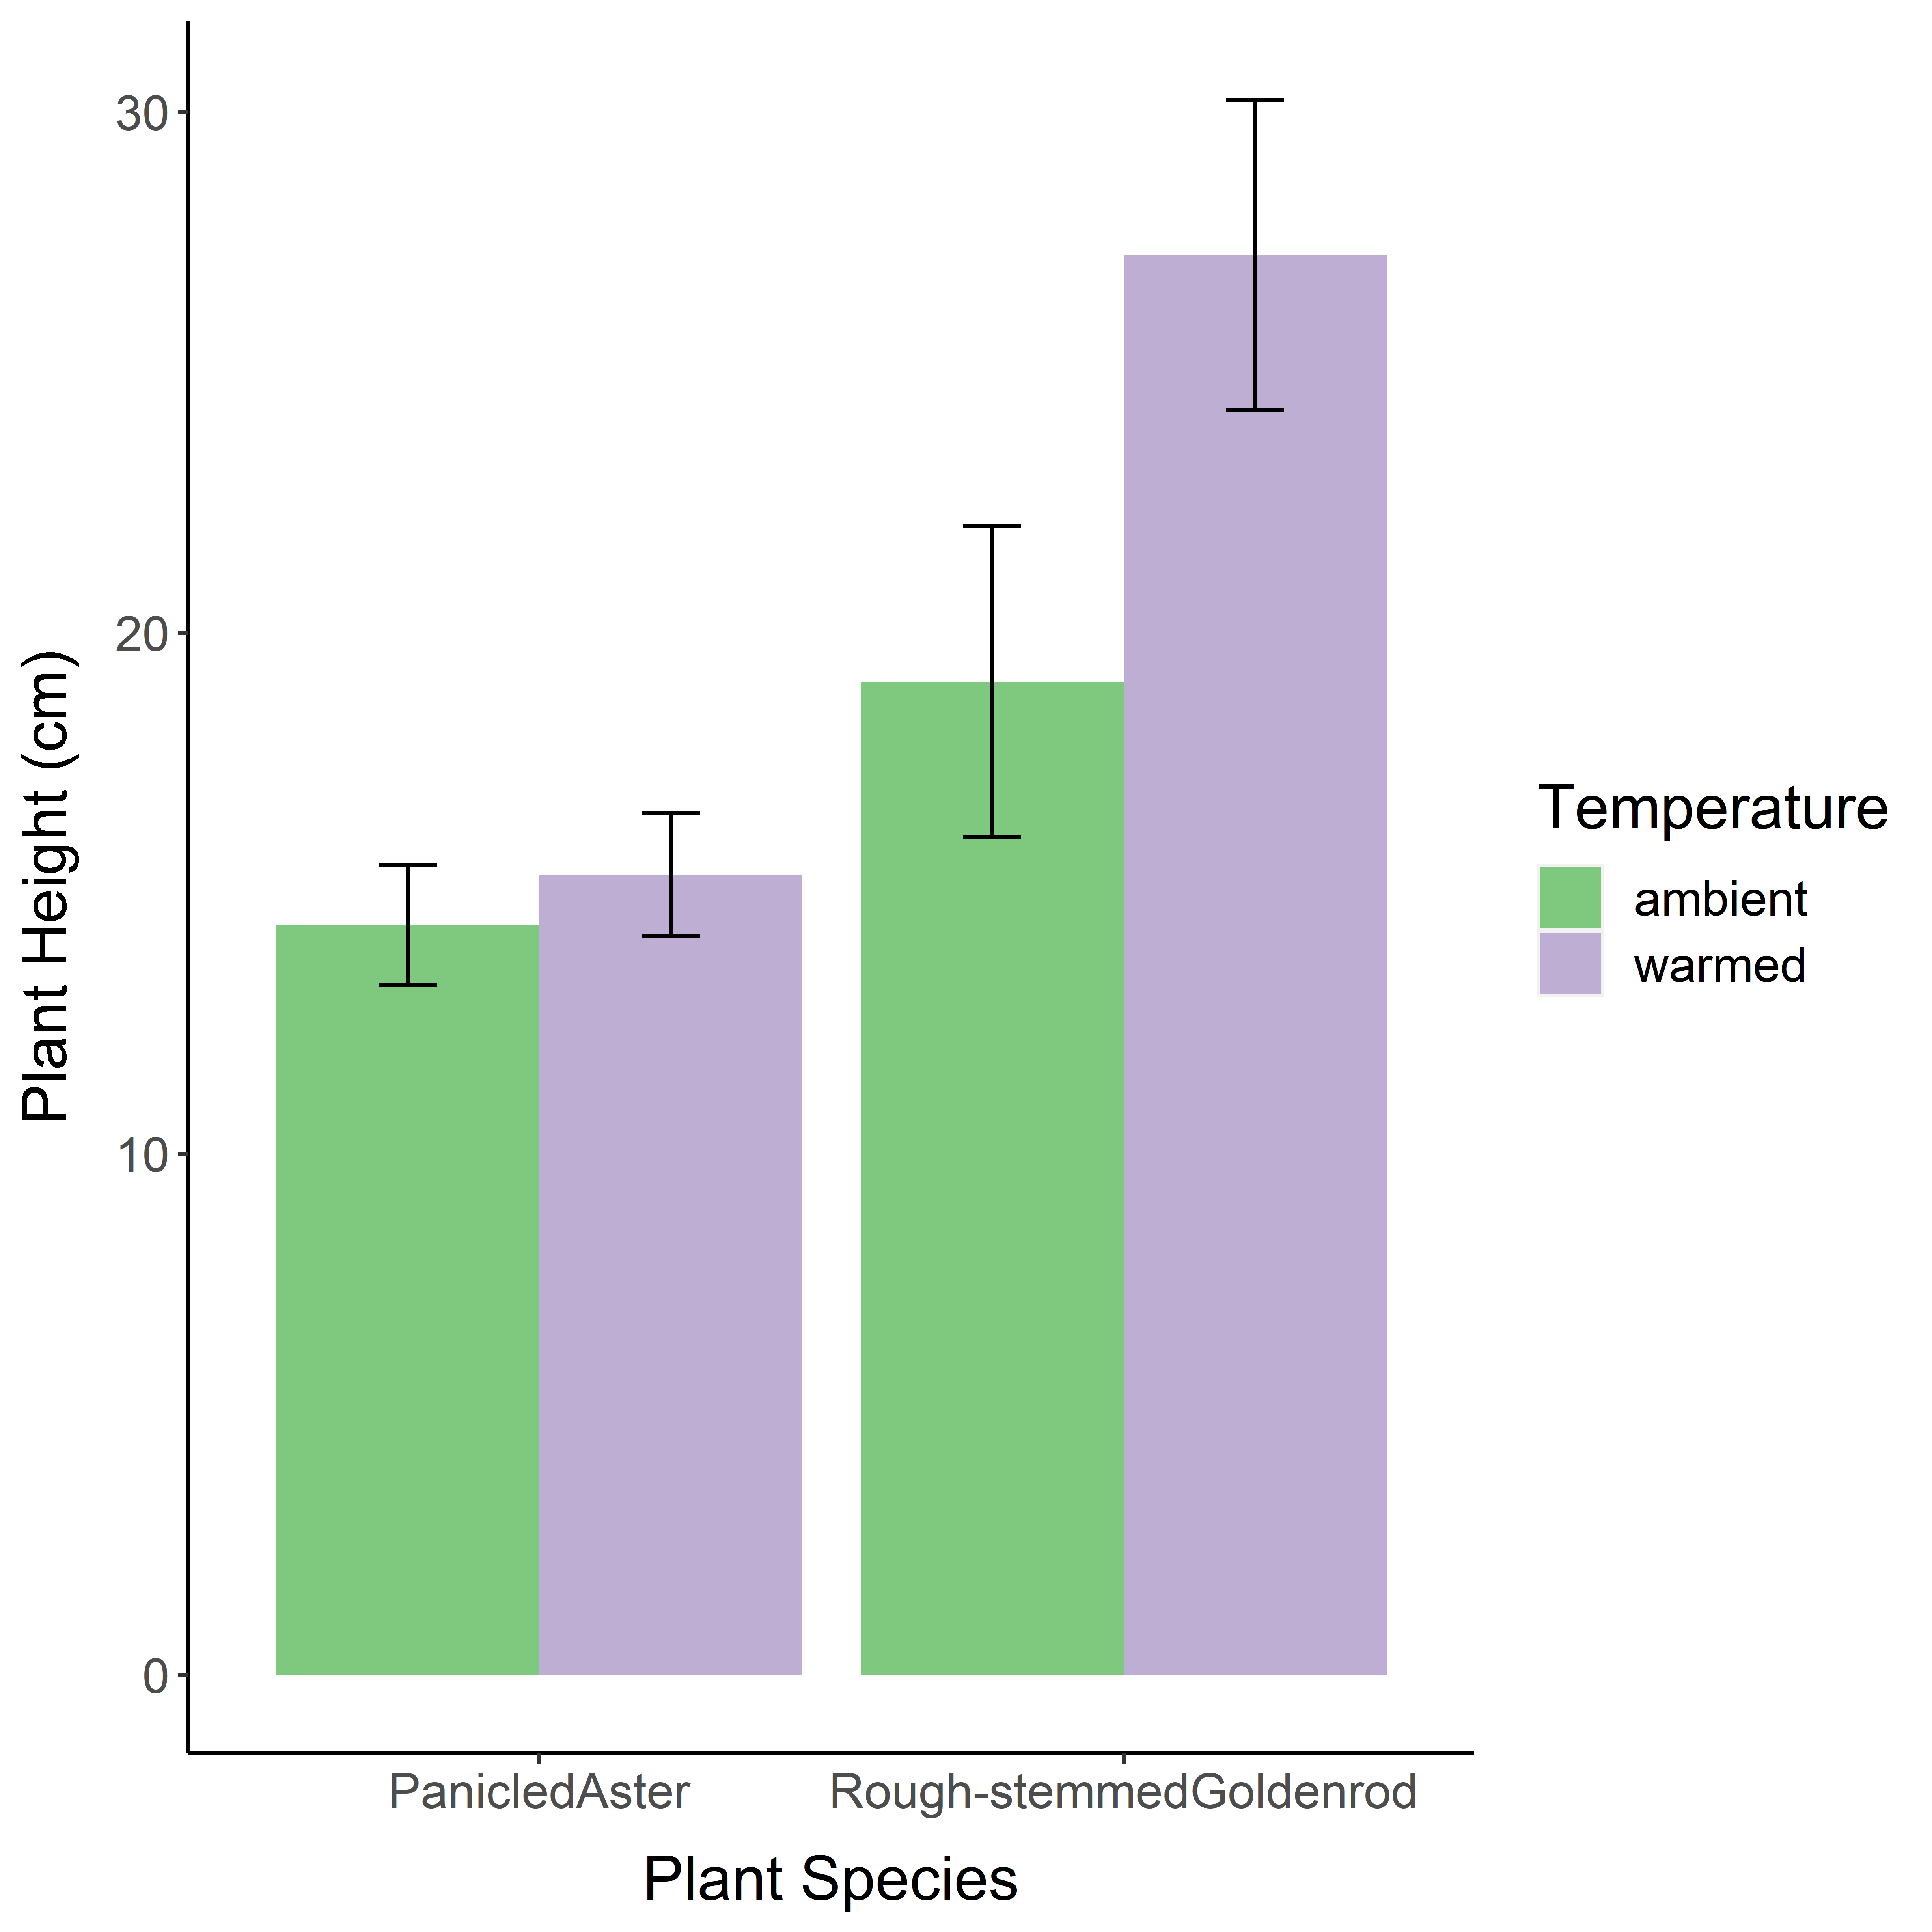 30
20
10
0
Plant Height (cm)
PanicledAster
Rough-stemmedGoldenrod
Plant Species
Temperature
ambient
warmed